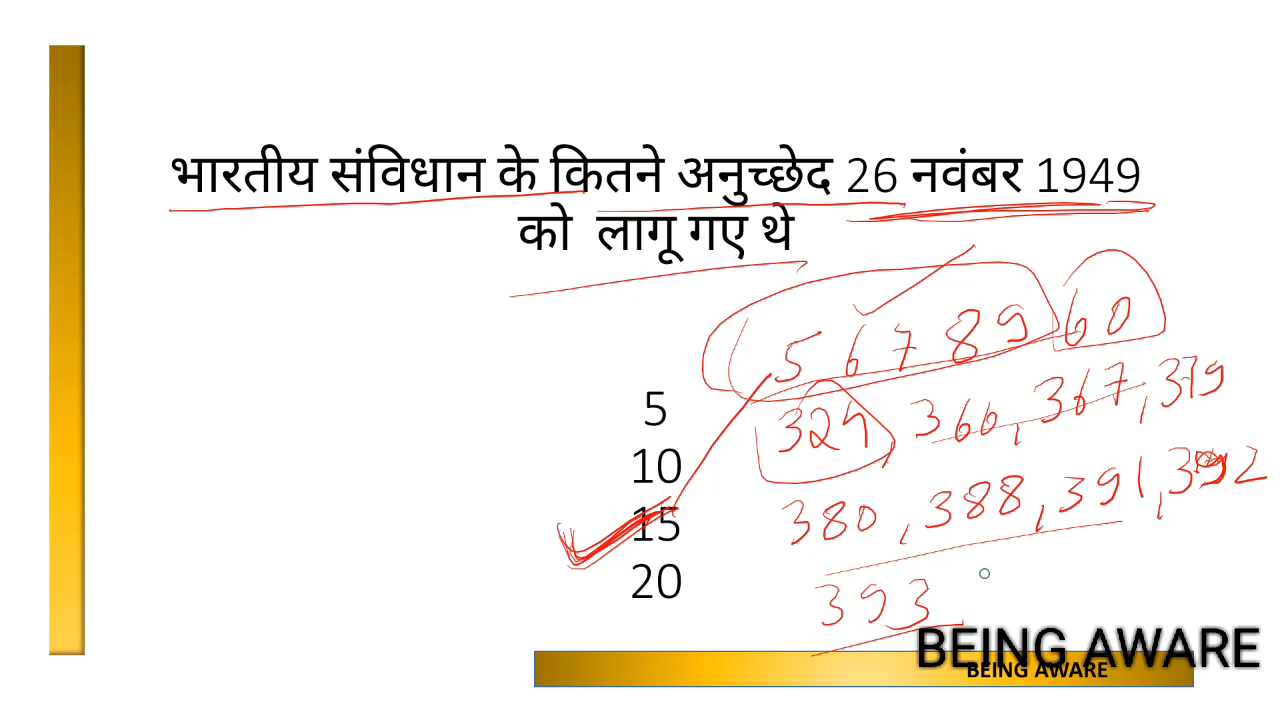 भारतीय संविधान के कितने अनुच्छेद 26 नवंबर 1949
को लागू गए थे
5 6 7 8 9 60
5
324, 366, 367, 379
10
380, 388, 391, 392
15
20
393
BEING AWARE
BEING AWARE